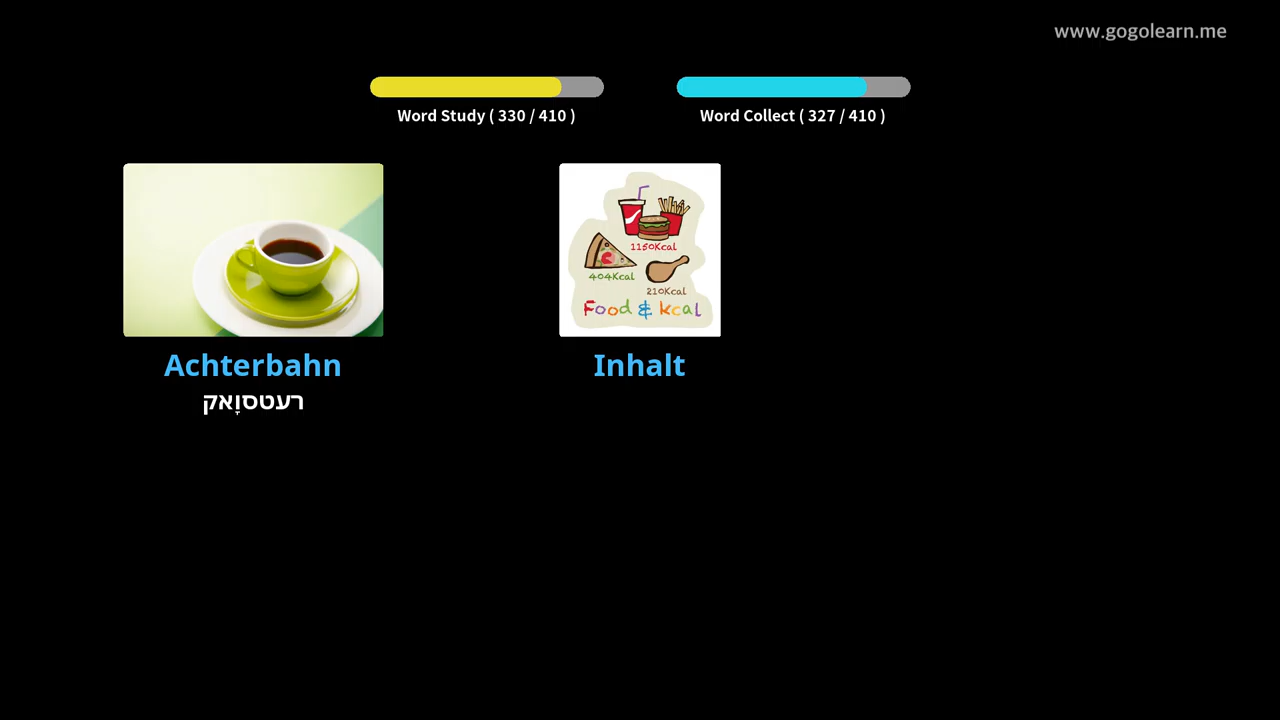 www.gogolearn.me
Word Study ( 330 / 410 )
Word Collect ( 327 / 410 )
1150Kcal
404Kcal
210Kcal
Food & kcal
Achterbahn
Inhalt
רעטסוָאק